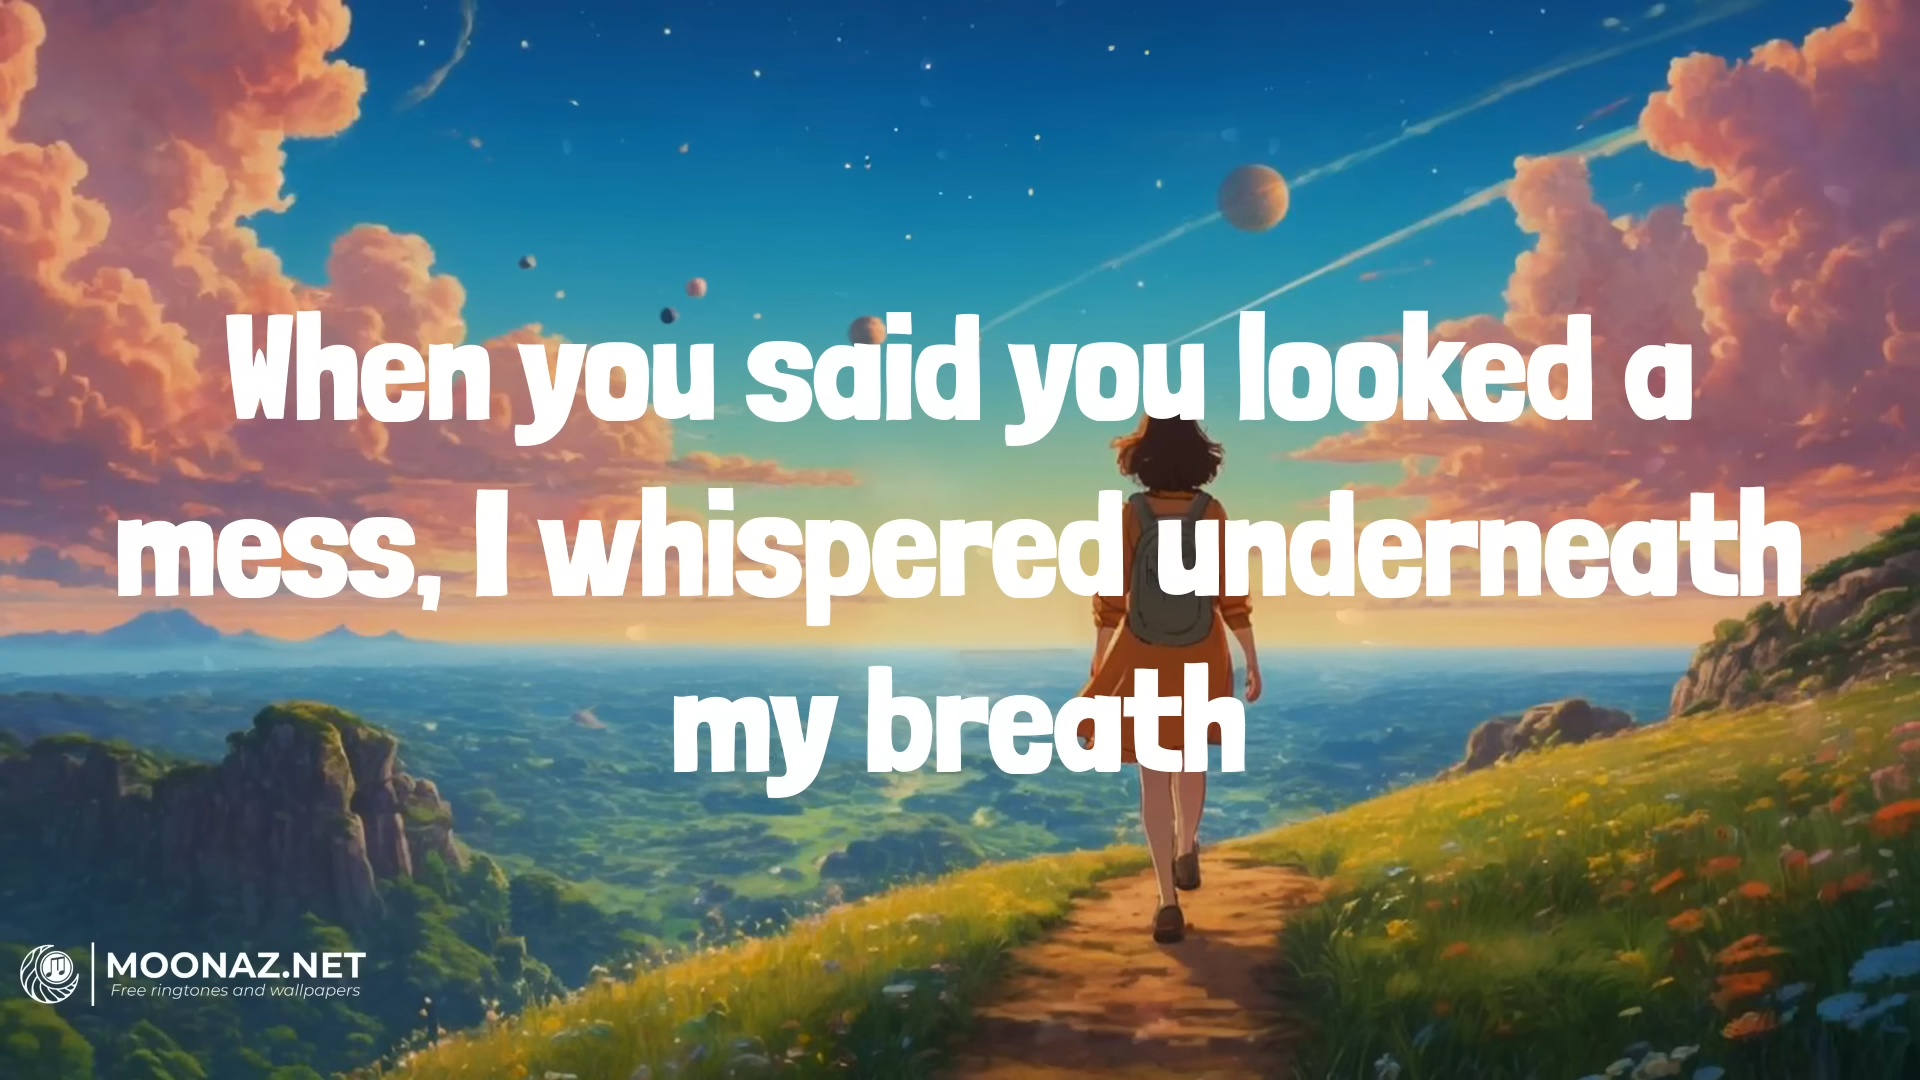 When you said you looked a
mess, I whispered underneath
my breath
MOONAZ.NET
Free ringtones and wallpapers